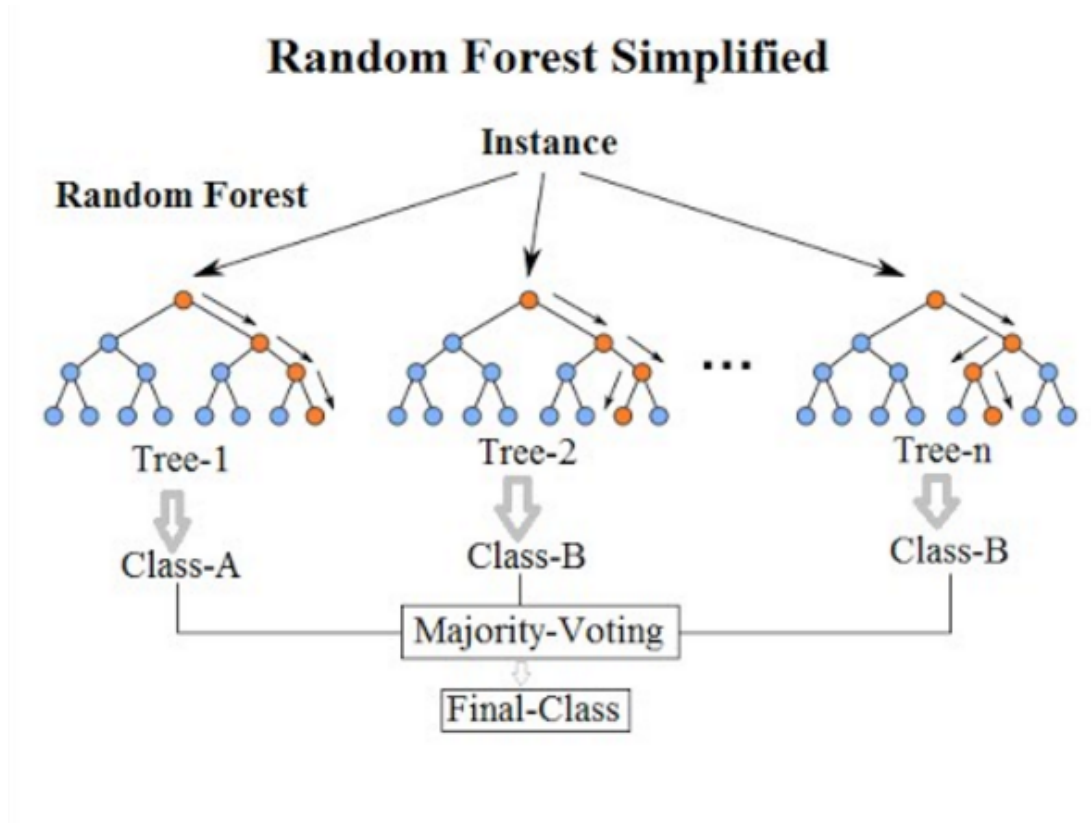 Random Forest Simplified
Instance
Random Forest
...
Tree-1
Tree-2
Tree-n
Class-A
Class-B
Class-B
Majority-Voting
Final-Class